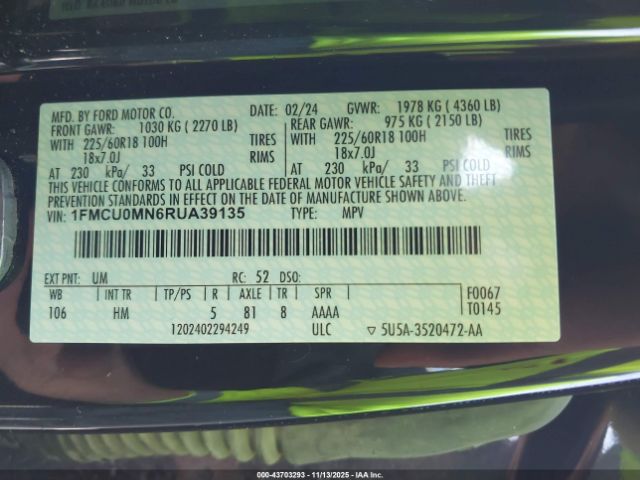 MFD. BY FORD MOTOR CO. DATE: 02/24 GVWR: 1978 KG ( 4360 LB)
FRONT GAWR: 1030 KG ( 2270 LB) REAR GAWR: 975 KG ( 2150 LB)
WITH 225/60R18 100H TIRES WITH 225/60R18 100H TIRES
18x7.0J RIMS 18x7.0J RIMS
AT 230 kPa/ 33 PSI COLD AT 230 kPa/ 33 PSI COLD
THIS VEHICLE CONFORMS TO ALL APPLICABLE FEDERAL MOTOR VEHICLE SAFETY AND THEFT
PREVENTION STANDARDS IN EFFECT ON THE DATE OF MANUFACTURE SHOWN ABOVE.
VIN: 1FMCU0MN6RUA39135 TYPE: MPV
EXT PNT: UM RC: 52 DSO:
WB INT TR TP/PS R AXLE TR SPR F0067
106 HM 5 81 8 AAAA T0145
1202402294249 ULC ▽ 5U5A-3520472-AA
000-43703293 - 11/13/2025 - IAA Inc.